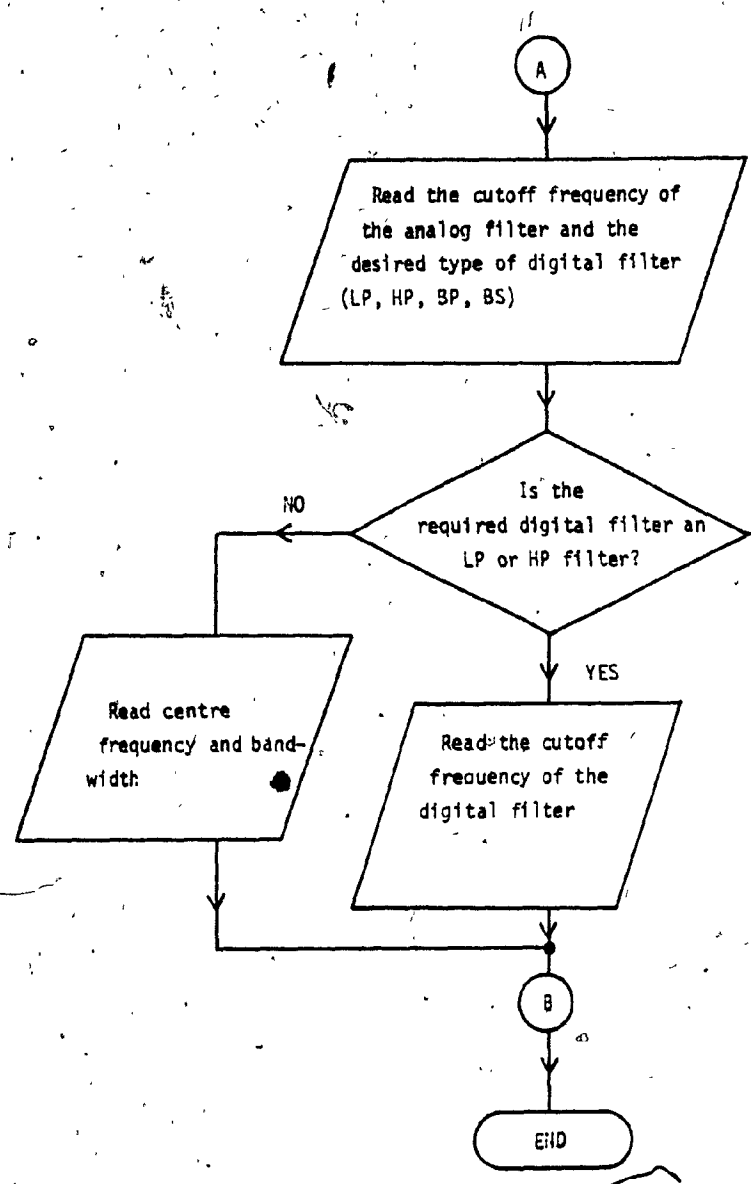 A
Read the cutoff frequency of
the analog filter and the
desired type of digital filter
(LP, HP, BP, BS)
Is the
required digital filter an
LP or HP filter?
NO
YES
Read centre
frequency and band-
width
Read the cutoff
frequency of the
digital filter
B
END